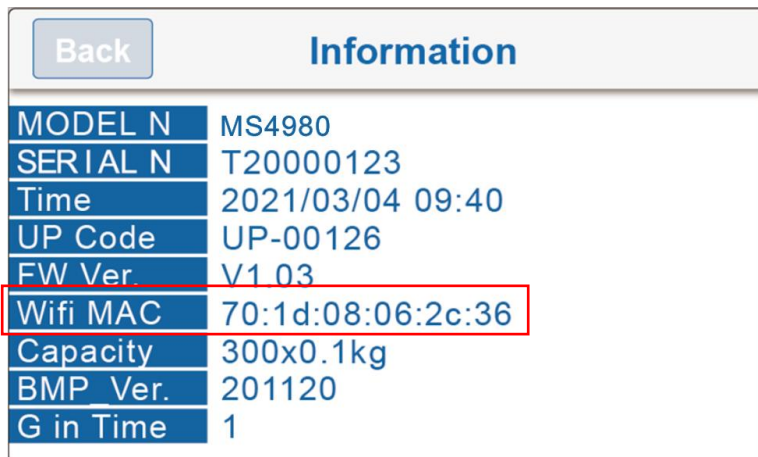 Back Information
MODEL N MS4980
SERIAL N T20000123
Time 2021/03/04 09:40
UP Code UP-00126
FW Ver. V1.03
Wifi MAC 70:1d:08:06:2c:36
Capacity 300x0.1kg
BMP_Ver. 201120
G in Time 1